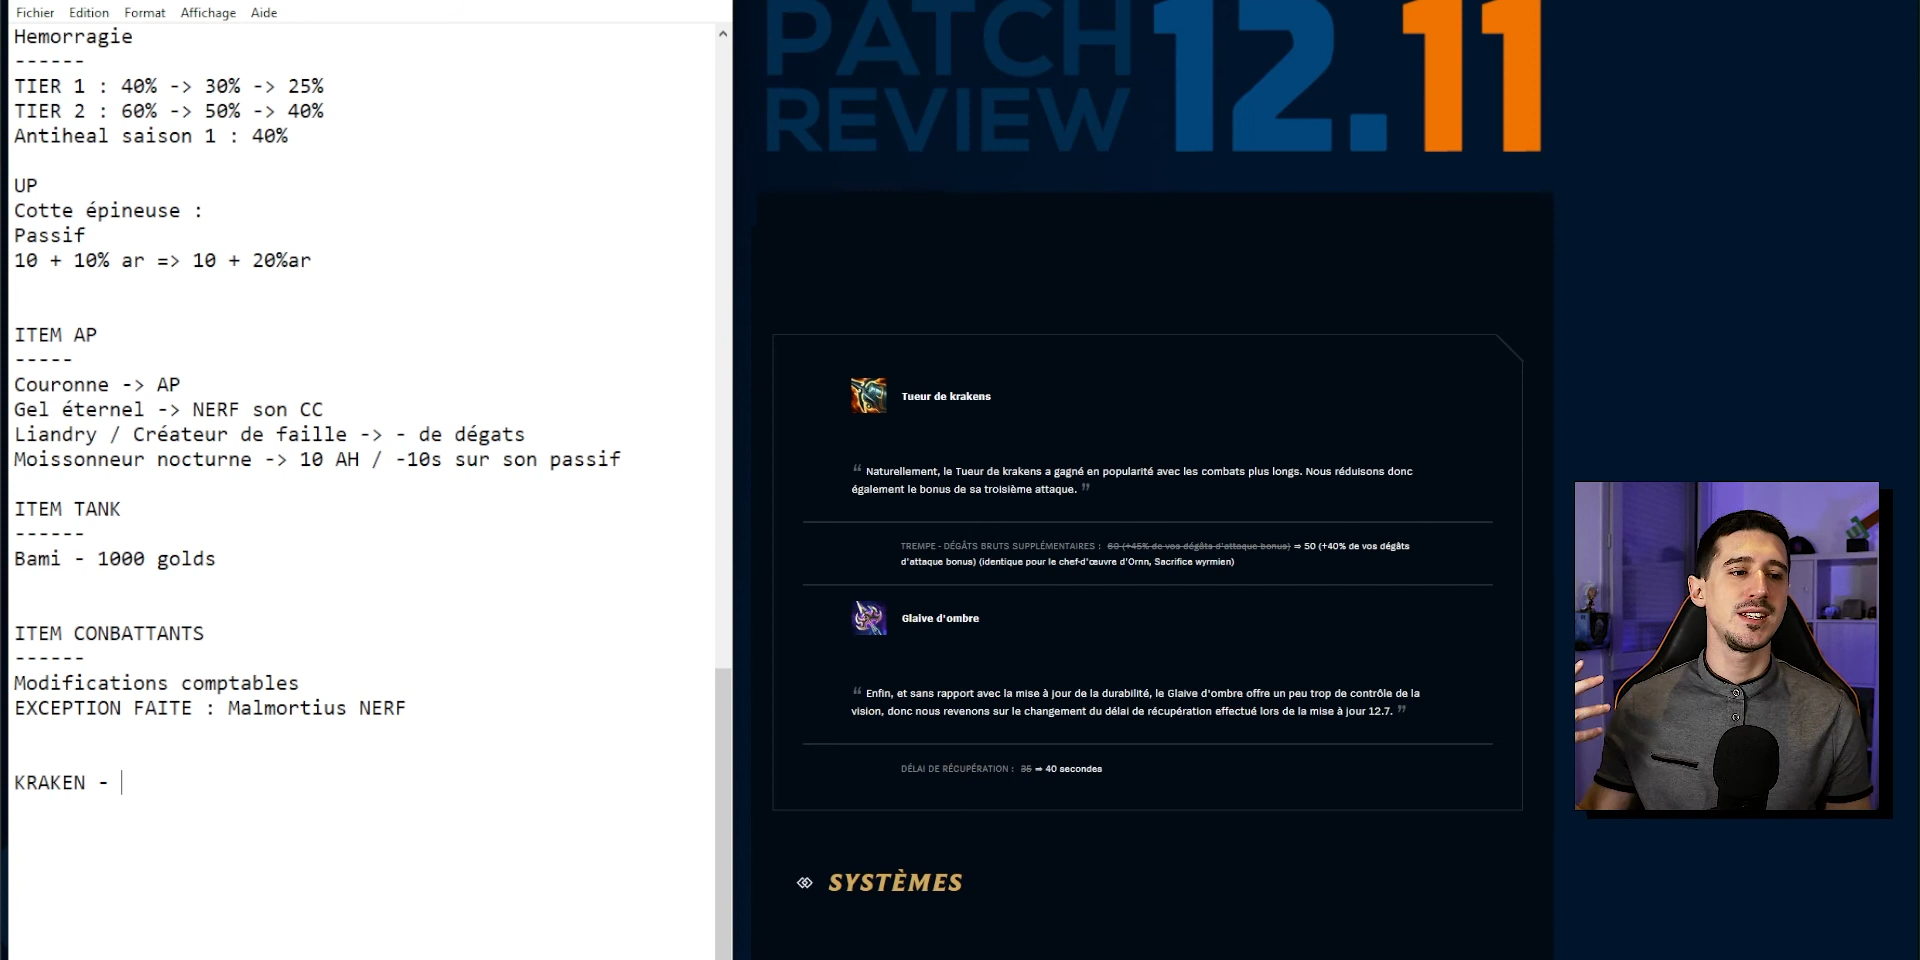 Fichier Edition Format Affichage Aide
Hemorragie
------
TIER 1 : 40% -> 30% -> 25%
TIER 2 : 60% -> 50% -> 40%
Antiheal saison 1 : 40%
UP
Cotte épineuse :
Passif
10 + 10% ar => 10 + 20%ar
ITEM AP
-----
Couronne -> AP
Gel éternel -> NERF son CC
Liandry / Créateur de faille -> - de dégats
Moissonneur nocturne -> 10 AH / -10s sur son passif
ITEM TANK
------
Bami - 1000 golds
ITEM CONBATTANTS
------
Modifications comptables
EXCEPTION FAITE : Malmortius NERF
KRAKEN -
PATCH
REVIEW
12.11
Tueur de krakens
“ Naturellement, le Tueur de krakens a gagné en popularité avec les combats plus longs. Nous réduisons donc
également le bonus de sa troisième attaque. ”
TREMPE - DÉGÂTS BRUTS SUPPLÉMENTAIRES : 60 (+45% de vos dégâts d'attaque bonus) ⇒ 50 (+40% de vos dégâts
d'attaque bonus) (identique pour le chef-d'œuvre d'Ornn, Sacrifice wyrmien)
Glaive d'ombre
“ Enfin, et sans rapport avec la mise à jour de la durabilité, le Glaive d'ombre offre un peu trop de contrôle de la
vision, donc nous revenons sur le changement du délai de récupération effectué lors de la mise à jour 12.7. ”
DÉLAI DE RÉCUPÉRATION : 35 ⇒ 40 secondes
SYSTÈMES